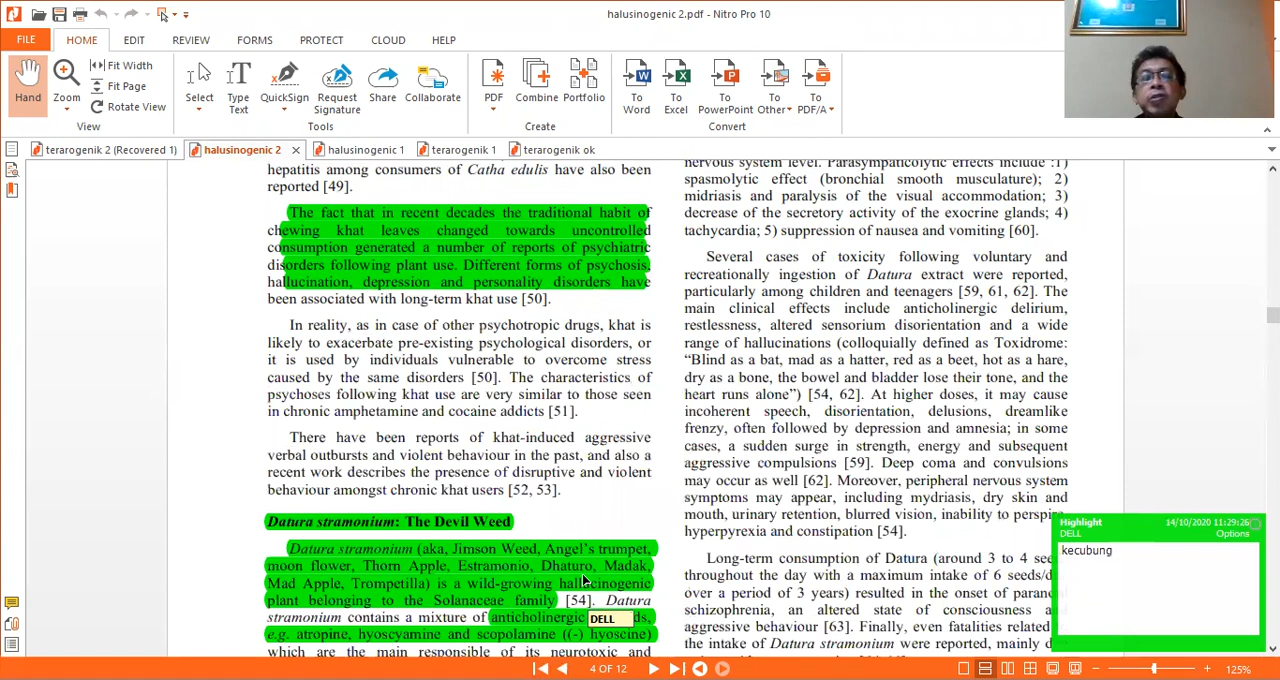 halusinogenic 2.pdf - Nitro Pro 10
FILE HOME EDIT REVIEW FORMS PROTECT CLOUD HELP
Hand
Zoom
Fit Width
Fit Page
Rotate View
View
Select
Type Text
QuickSign
Request Signature
Share
Collaborate
Tools
PDF
Combine
Portfolio
Create
To Word
To Excel
To PowerPoint
To Other
To PDF/A
Convert
terarogenik 2 (Recovered 1)
halusinogenic 2
halusinogenic 1
terarogenik 1
terarogenik ok
hepatitis among consumers of Catha edulis have also been
reported [49].
The fact that in recent decades the traditional habit of
chewing khat leaves changed towards uncontrolled
consumption generated a number of reports of psychiatric
disorders following plant use. Different forms of psychosis,
hallucination, depression and personality disorders have
been associated with long-term khat use [50].
In reality, as in case of other psychotropic drugs, khat is
likely to exacerbate pre-existing psychological disorders, or
it is used by individuals vulnerable to overcome stress
caused by the same disorders [50]. The characteristics of
psychoses following khat use are very similar to those seen
in chronic amphetamine and cocaine addicts [51].
There have been reports of khat-induced aggressive
verbal outbursts and violent behaviour in the past, and also a
recent work describes the presence of disruptive and violent
behaviour amongst chronic khat users [52, 53].
Datura stramonium: The Devil Weed
Datura stramonium (aka, Jimson Weed, Angel's trumpet,
moon flower, Thorn Apple, Estramonio, Dhaturo, Madak,
Mad Apple, Trompetilla) is a wild-growing hallucinogenic
plant belonging to the Solanaceae family [54]. Datura
stramonium contains a mixture of anticholinergic ds,
DELL
e.g. atropine, hyoscyamine and scopolamine ((-) hyoscine)
which are the main responsible of its neurotoxic and
nervous system level. Parasympaticolytic effects include :1)
spasmolytic effect (bronchial smooth musculature); 2)
midriasis and paralysis of the visual accommodation; 3)
decrease of the secretory activity of the exocrine glands; 4)
tachycardia; 5) suppression of nausea and vomiting [60].
Several cases of toxicity following voluntary and
recreationally ingestion of Datura extract were reported,
particularly among children and teenagers [59, 61, 62]. The
main clinical effects include anticholinergic delirium,
restlessness, altered sensorium disorientation and a wide
range of hallucinations (colloquially defined as Toxidrome:
“Blind as a bat, mad as a hatter, red as a beet, hot as a hare,
dry as a bone, the bowel and bladder lose their tone, and the
heart runs alone”) [54, 62]. At higher doses, it may cause
incoherent speech, disorientation, delusions, dreamlike
frenzy, often followed by depression and amnesia; in some
cases, a sudden surge in strength, energy and subsequent
aggressive compulsions [59]. Deep coma and convulsions
may occur as well [62]. Moreover, peripheral nervous system
symptoms may appear, including mydriasis, dry skin and
mouth, urinary retention, blurred vision, inability to perspire,
hyperpyrexia and constipation [54].
Long-term consumption of Datura (around 3 to 4 see
throughout the day with a maximum intake of 6 seeds/d
over a period of 3 years) resulted in the onset of paran
schizophrenia, an altered state of consciousness a
aggressive behaviour [63]. Finally, even fatalities related
the intake of Datura stramonium were reported, mainly d
Highlight 14/10/2020 11:29:26
DELL Options
kecubung
4 OF 12
125%